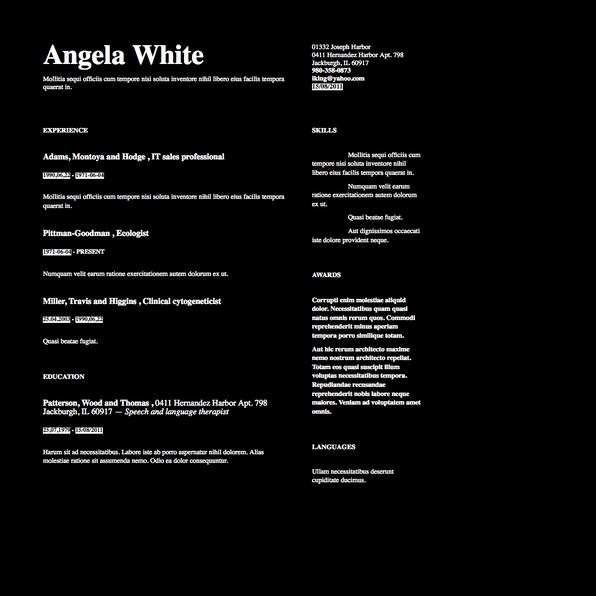 Angela White
Mollitia sequi officiis cum tempore nisi soluta inventore nihil libero eius facilis tempora
quaerat in.
01332 Joseph Harbor
0411 Hernandez Harbor Apt. 798
Jackburgh, IL 60917
980-358-0873
lking@yahoo.com
15/08/2011
EXPERIENCE
Adams, Montoya and Hodge , IT sales professional
1990.06.22 - 1971-06-04
Mollitia sequi officiis cum tempore nisi soluta inventore nihil libero eius facilis tempora
quaerat in.
Pittman-Goodman , Ecologist
1971-06-04 - PRESENT
Numquam velit earum ratione exercitationem autem dolorum ex ut.
Miller, Travis and Higgins , Clinical cytogeneticist
25.04.2003 - 1990.06.22
Quasi beatae fugiat.
EDUCATION
Patterson, Wood and Thomas , 0411 Hernandez Harbor Apt. 798
Jackburgh, IL 60917 — Speech and language therapist
25.07.1979 - 15/08/2011
Harum sit ad necessitatibus. Labore iste ab porro aspernatur nihil dolorem. Alias
molestiae ratione sit assumenda nemo. Odio ea dolor consequuntur.
SKILLS
Mollitia sequi officiis cum
tempore nisi soluta inventore nihil
libero eius facilis tempora quaerat in.
Numquam velit earum
ratione exercitationem autem dolorum
ex ut.
Quasi beatae fugiat.
Aut dignissimos occaecati
iste dolore provident neque.
AWARDS
Corrupti enim molestiae aliquid
dolor. Necessitatibus quam quasi
natus omnis rerum quos. Commodi
reprehenderit minus aperiam
tempora porro similique totam.
Aut hic rerum architecto maxime
nemo nostrum architecto repellat.
Totam eos quasi suscipit illum
voluptas necessitatibus tempora.
Repudiandae recusandae
reprehenderit nobis labore neque
maiores. Veniam ad voluptatem amet
omnis.
LANGUAGES
Ullam necessitatibus deserunt
cupiditate ducimus.